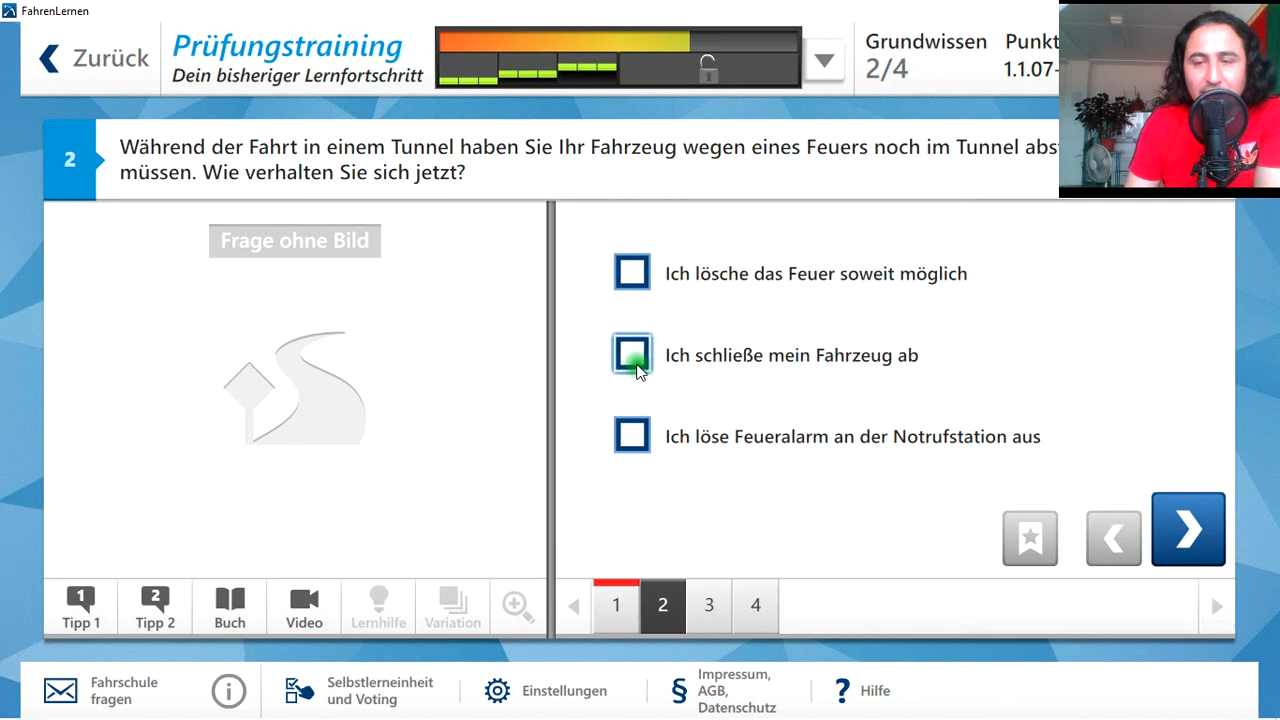 FahrenLernen
Zurück
Prüfungstraining
Dein bisheriger Lernfortschritt
Grundwissen
2/4
Punkt
1.1.07-
2
Während der Fahrt in einem Tunnel haben Sie Ihr Fahrzeug wegen eines Feuers noch im Tunnel abs
müssen. Wie verhalten Sie sich jetzt?
Frage ohne Bild
Ich lösche das Feuer soweit möglich
Ich schließe mein Fahrzeug ab
Ich löse Feueralarm an der Notrufstation aus
1
2
Tipp 1
Tipp 2
Buch
Video
Lernhilfe
Variation
1
2
3
4
Fahrschule
fragen
Selbstlerneinheit
und Voting
Einstellungen
§
Impressum,
AGB,
Datenschutz
?
Hilfe